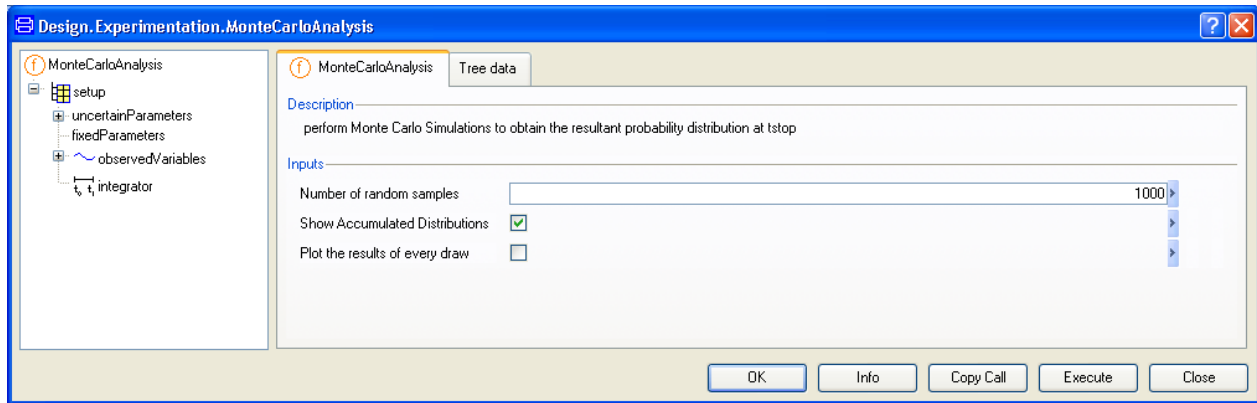 Design.Experimentation.MonteCarloAnalysis
MonteCarloAnalysis
setup
uncertainParameters
fixedParameters
observedVariables
integrator
MonteCarloAnalysis Tree data
Description
perform Monte Carlo Simulations to obtain the resultant probability distribution at tstop
Inputs
Number of random samples 1000
Show Accumulated Distributions
Plot the results of every draw
OK Info Copy Call Execute Close